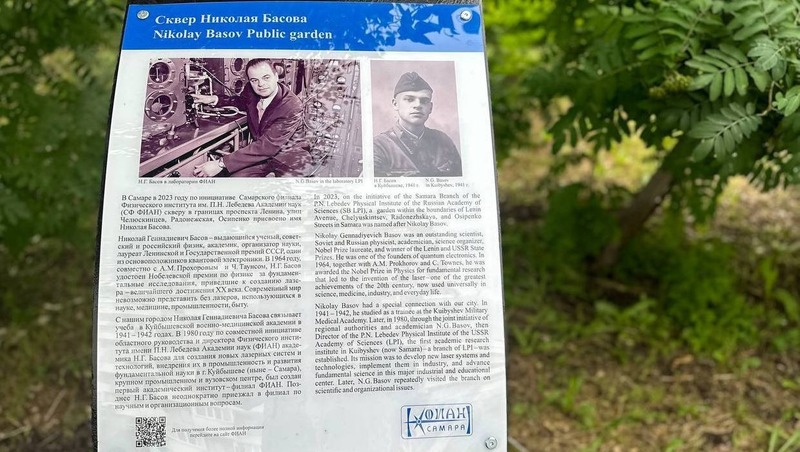 Сквер Николая Басова
Nikolay Basov Public garden
Н.Г. Басов в лаборатории ФИАН
N.G. Basov in the laboratory LPI
Н.Г. Басов
в Куйбышеве, 1941 г.
N.G. Basov
in Kuibyshev, 1941
В Самаре в 2023 году по инициативе Самарского филиала
Физического института им. П.Н. Лебедева Академии наук
(СФ ФИАН) скверу в границах проспекта Ленина, улиц
Челюскинцев, Радонежская, Осипенко присвоено имя
Николая Басова.
Николай Геннадиевич Басов – выдающийся ученый, совет-
ский и российский физик, академик, организатор науки,
лауреат Ленинской и Государственной премий СССР, один
из основоположников квантовой электроники. В 1964 году,
совместно с А.М. Прохоровым и Ч. Таунсом, Н.Г. Басов
удостоен Нобелевской премии по физике за фундамен-
тальные исследования, приведшие к созданию лазе-
ра – величайшего достижения XX века. Современный мир
невозможно представить без лазеров, использующихся в
науке, медицине, промышленности, быту.
С нашим городом Николая Геннадиевича Басова связывает
учеба в Куйбышевской военно-медицинской академии в
1941 – 1942 годах. В 1980 году по совместной инициативе
областного руководства и директора Физического инсти-
тута имени П.Н. Лебедева Академии наук (ФИАН) акаде-
мика Н.Г. Басова для создания новых лазерных систем и
технологий, внедрения их в промышленность и развития
фундаментальной науки в г. Куйбышеве (ныне – Самара),
крупном промышленном и вузовском центре, был создан
первый академический институт – филиал ФИАН. Поз-
днее Н.Г. Басов неоднократно приезжал в филиал по
научным и организационным вопросам.
In 2023, on the initiative of the Samara Branch of the
P.N. Lebedev Physical Institute of the Russian Academy of
Sciences (SB LPI), a garden within the boundaries of Lenin
Avenue, Chelyuskintsev, Radonezhskaya, and Osipenko
Streets in Samara was named after Nikolay Basov.
Nikolay Gennadiyevich Basov was an outstanding scientist,
Soviet and Russian physicist, academician, science organizer,
Nobel Prize laureate, and winner of the Lenin and USSR State
Prizes. He was one of the founders of quantum electronics. In
1964, together with A.M. Prokhorov and C. Townes, he was
awarded the Nobel Prize in Physics for fundamental research
that led to the invention of the laser – one of the greatest
achievements of the 20th century, now used universally in
science, medicine, industry, and everyday life.
Nikolay Basov had a special connection with our city. In
1941 – 1942, he studied as a trainee at the Kuibyshev Military
Medical Academy. Later, in 1980, through the joint initiative of
regional authorities and academician N.G. Basov, then
Director of the P.N. Lebedev Physical Institute of the USSR
Academy of Sciences (LPI), the first academic research
institute in Kuibyshev (now Samara) – a branch of LPI – was
established. Its mission was to develop new laser systems and
technologies, implement them in industry, and advance
fundamental science in this major industrial and educational
center. Later, N.G. Basov repeatedly visited the branch on
scientific and organizational issues.
Для получения более полной информации
перейдите на сайт ФИАН
ФИАН
САМАРА